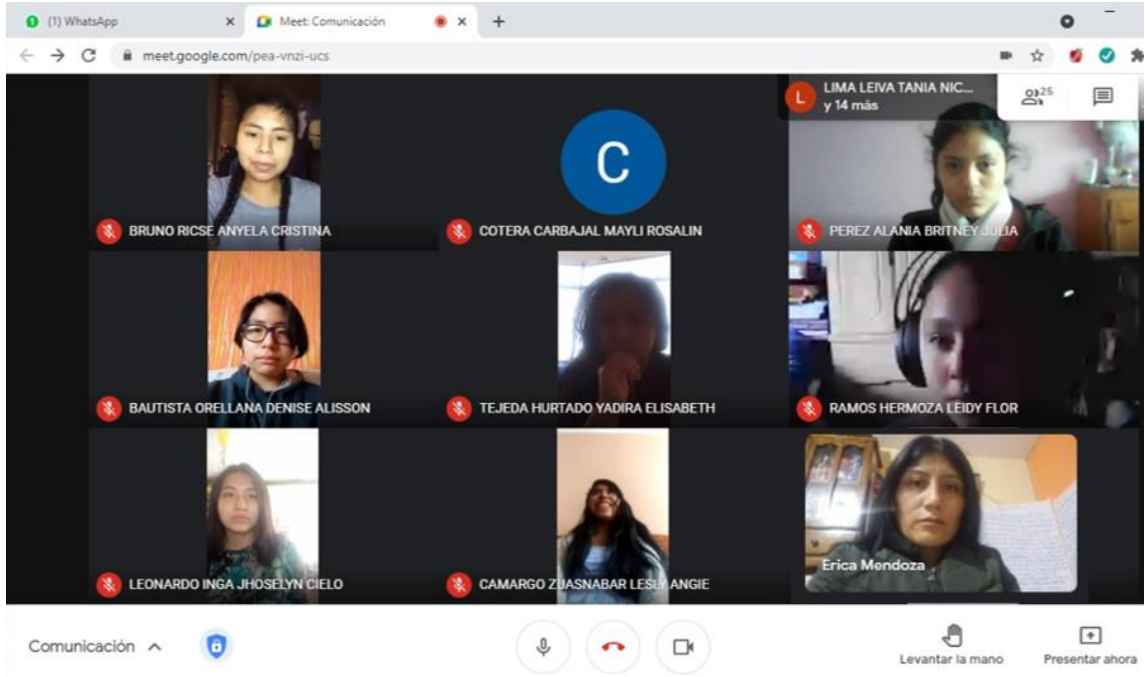 (1) WhatsApp
Meet: Comunicación
meet.google.com/pea-vnzi-ucs
L
LIMA LEIVA TANIA NIC...
y 14 más
25
BRUNO RICSE ANYELA CRISTINA
C
COTERA CARBAJAL MAYLI ROSALIN
PEREZ ALANIA BRITNEY JULIA
BAUTISTA ORELLANA DENISE ALISSON
TEJEDA HURTADO YADIRA ELISABETH
RAMOS HERMOZA LEIDY FLOR
LEONARDO INGA JHOSELYN CIELO
CAMARGO ZUASNABAR LESLY ANGIE
Erica Mendoza
Comunicación
Levantar la mano
Presentar ahora